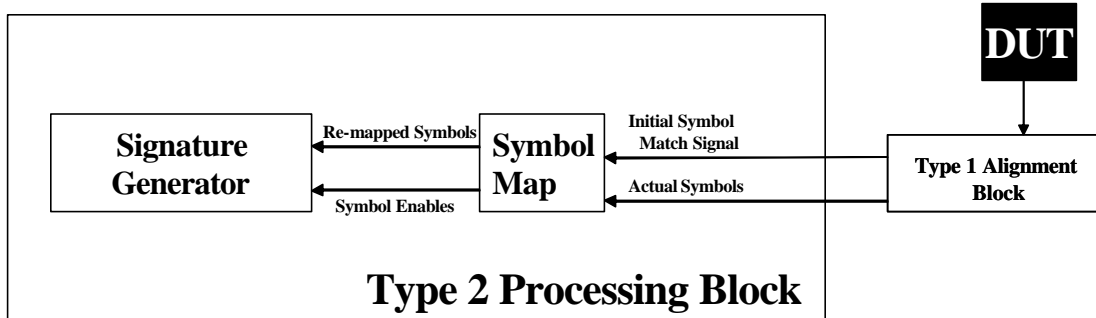 DUT
Signature
Generator
Re-mapped Symbols
Symbol Enables
Symbol
Map
Initial Symbol
Match Signal
Actual Symbols
Type 1 Alignment
Block
Type 2 Processing Block